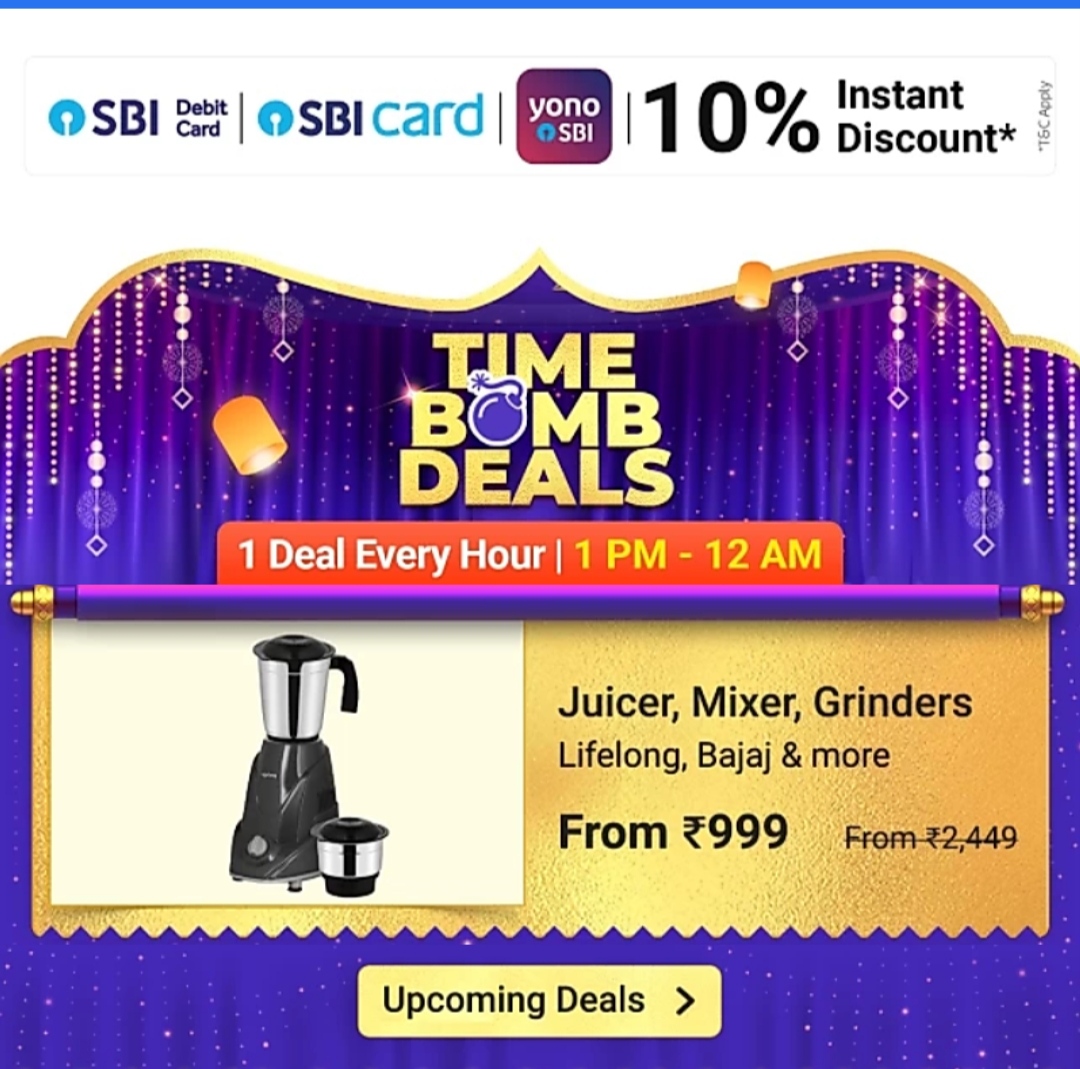 SBI Debit Card | SBI card | yono SBI | 10% Instant Discount* *T&C Apply
TIME
BOMB
DEALS
1 Deal Every Hour | 1 PM - 12 AM
Juicer, Mixer, Grinders
Lifelong, Bajaj & more
From ₹999 From ₹2,449
Upcoming Deals